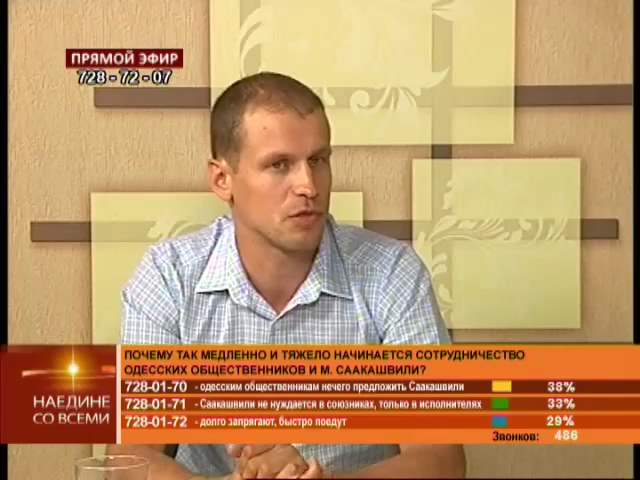 ПРЯМОЙ ЭФИР
728-72-07
НАЕДИНЕ
СО ВСЕМИ
ПОЧЕМУ ТАК МЕДЛЕННО И ТЯЖЕЛО НАЧИНАЕТСЯ СОТРУДНИЧЕСТВО
ОДЕССКИХ ОБЩЕСТВЕННИКОВ И М. СААКАШВИЛИ?
728-01-70 - одесским общественникам нечего предложить Саакашвили 38%
728-01-71 - Саакашвили не нуждается в союзниках, только в исполнителях 33%
728-01-72 - долго запрягают, быстро поедут 29%
Звонков: 486